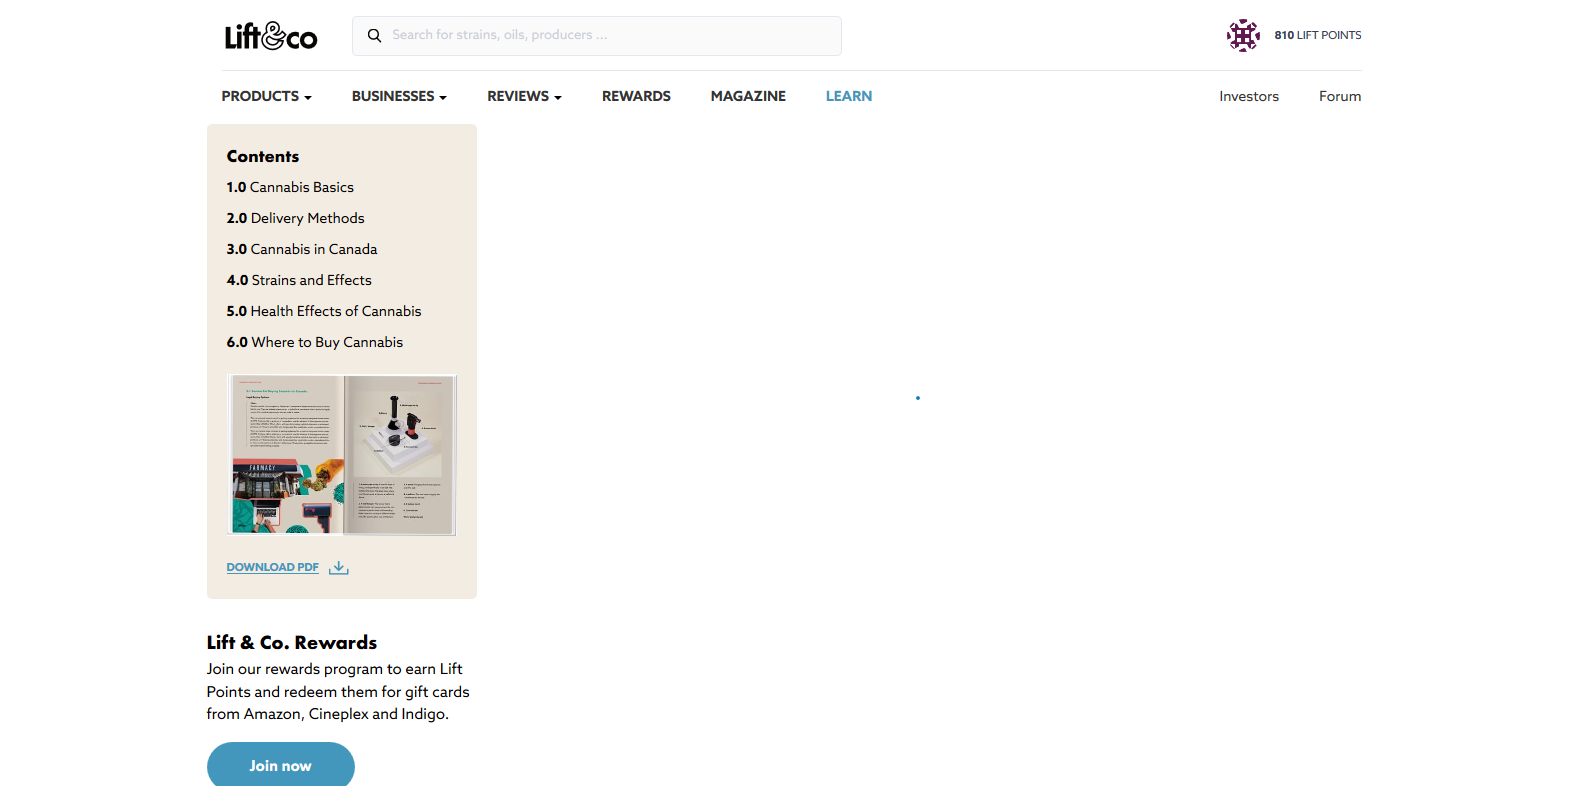 Lift&co
Search for strains, oils, producers ...
810 LIFT POINTS
PRODUCTS
BUSINESSES
REVIEWS
REWARDS
MAGAZINE
LEARN
Investors
Forum
Contents
1.0 Cannabis Basics
2.0 Delivery Methods
3.0 Cannabis in Canada
4.0 Strains and Effects
5.0 Health Effects of Cannabis
6.0 Where to Buy Cannabis
FARMACY
DOWNLOAD PDF
Lift & Co. Rewards
Join our rewards program to earn Lift
Points and redeem them for gift cards
from Amazon, Cineplex and Indigo.
Join now